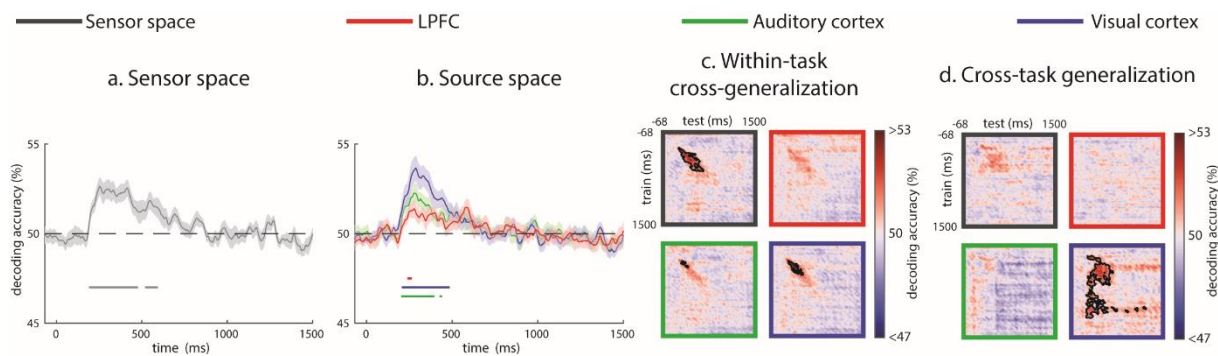 Sensor space
LPFC
Auditory cortex
Visual cortex
a. Sensor space
b. Source space
c. Within-task
cross-generalization
d. Cross-task generalization
55
50
45
decoding accuracy (%)
0
500
1000
1500
time (ms)
0
500
1000
1500
time (ms)
-68
test (ms)
1500
-68
train (ms)
1500
>53
50
<47
decoding accuracy (%)
-68
test (ms)
1500
-68
train (ms)
1500
>53
50
<47
decoding accuracy (%)